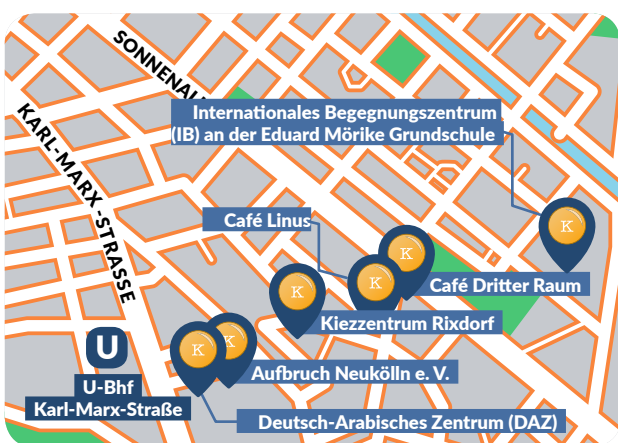 SONNENAL
KARL-MARX-STRASSE
Internationales Begegnungszentrum
(IB) an der Eduard Mörike Grundschule
K
Café Linus
K
K
Café Dritter Raum
K
Kiezzentrum Rixdorf
K
K
Aufbruch Neukölln e. V.
U
U-Bhf
Karl-Marx-Straße
Deutsch-Arabisches Zentrum (DAZ)